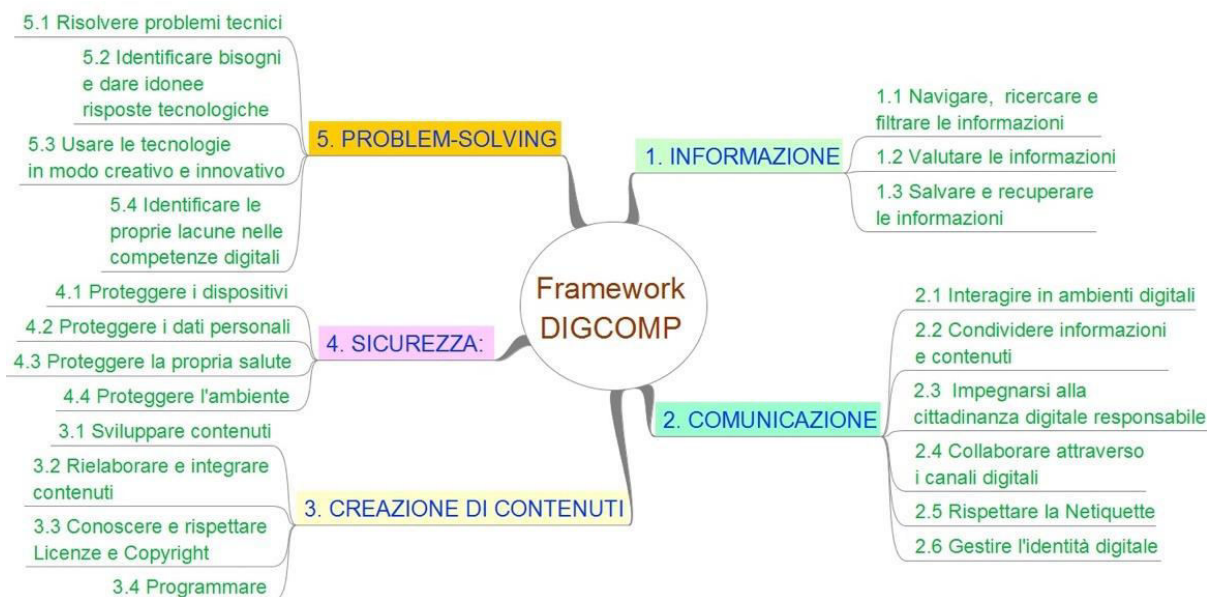 Framework
DIGCOMP
1. INFORMAZIONE
1.1 Navigare, ricercare e
filtrare le informazioni
1.2 Valutare le informazioni
1.3 Salvare e recuperare
le informazioni
2. COMUNICAZIONE
2.1 Interagire in ambienti digitali
2.2 Condividere informazioni
e contenuti
2.3 Impegnarsi alla
cittadinanza digitale responsabile
2.4 Collaborare attraverso
i canali digitali
2.5 Rispettare la Netiquette
2.6 Gestire l'identità digitale
3. CREAZIONE DI CONTENUTI
3.1 Sviluppare contenuti
3.2 Rielaborare e integrare
contenuti
3.3 Conoscere e rispettare
Licenze e Copyright
3.4 Programmare
4. SICUREZZA:
4.1 Proteggere i dispositivi
4.2 Proteggere i dati personali
4.3 Proteggere la propria salute
4.4 Proteggere l'ambiente
5. PROBLEM-SOLVING
5.1 Risolvere problemi tecnici
5.2 Identificare bisogni
e dare idonee
risposte tecnologiche
5.3 Usare le tecnologie
in modo creativo e innovativo
5.4 Identificare le
proprie lacune nelle
competenze digitali